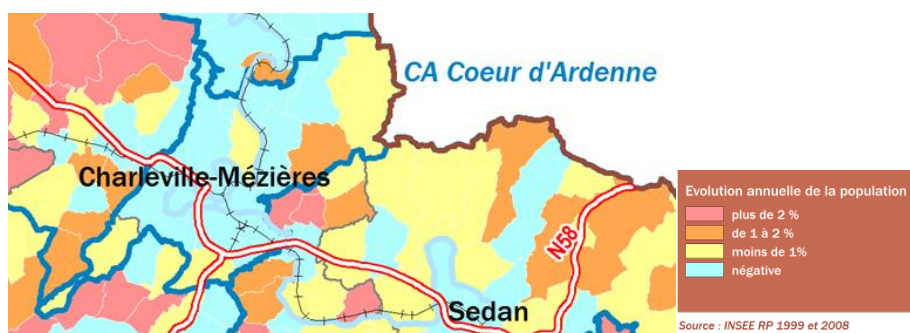 CA Coeur d'Ardenne
Charleville-Mézières
N58
Sedan
Evolution annuelle de la population
plus de 2 %
de 1 à 2 %
moins de 1%
négative
Source : INSEE RP 1999 et 2008